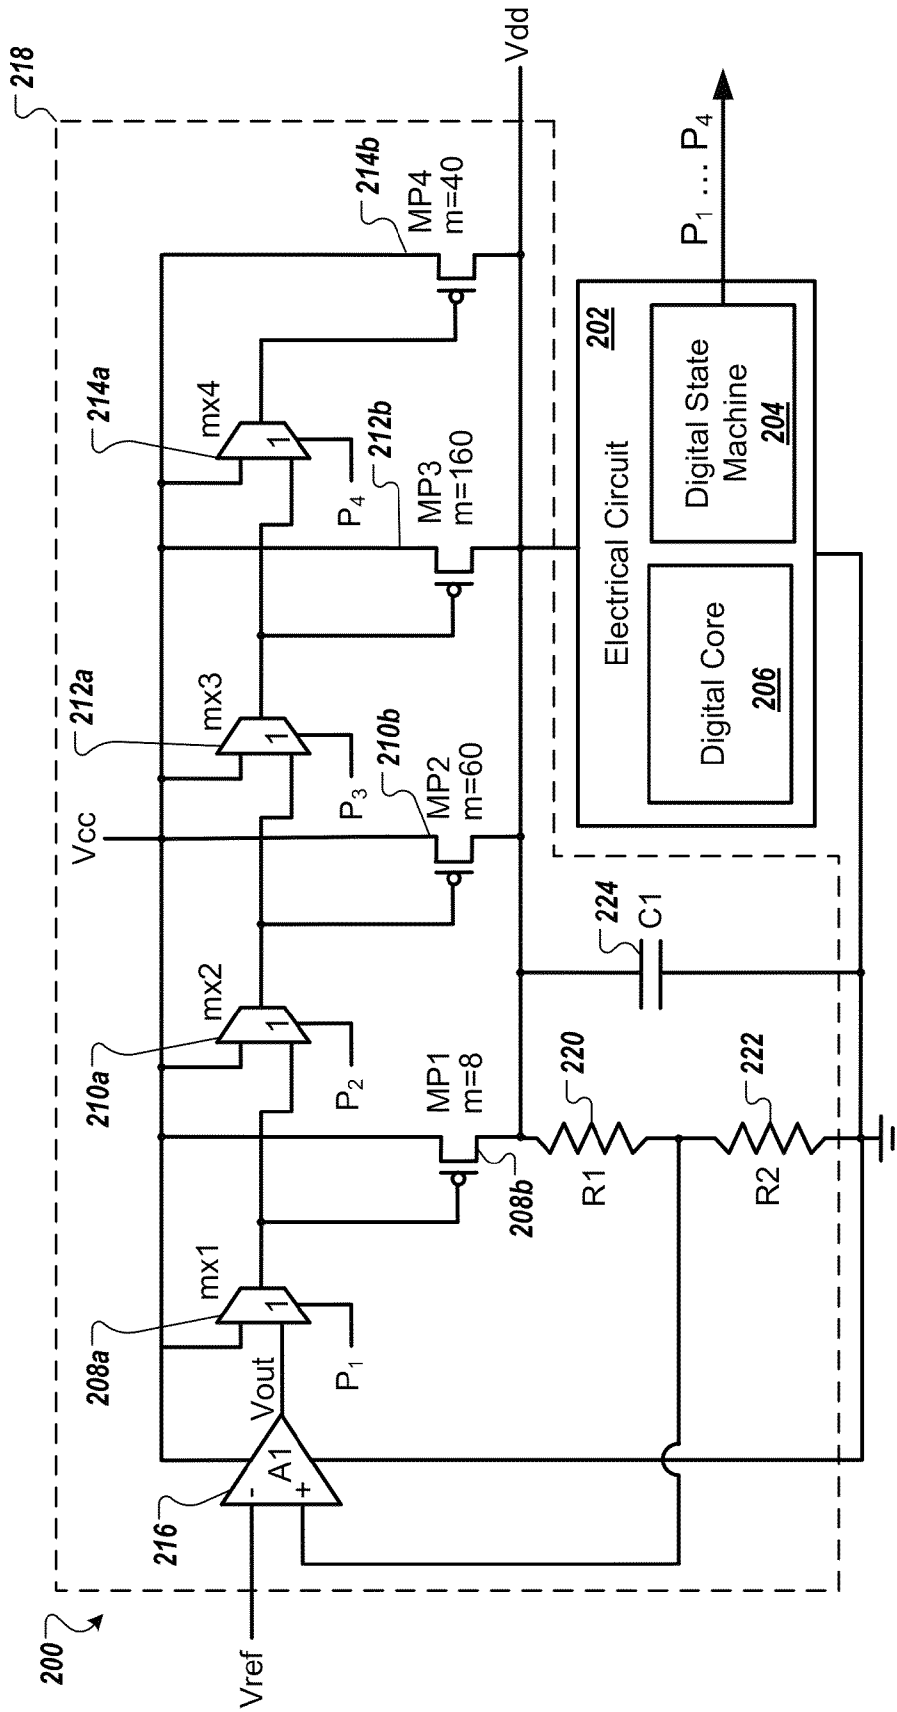 200
218
Vcc
Vdd
Vref
216
A1
-
+
Vout
208a
mx1
1
P1
210a
mx2
1
P2
212a
mx3
1
P3
214a
mx4
1
P4
208b
MP1
m=8
210b
MP2
m=60
212b
MP3
m=160
214b
MP4
m=40
220
R1
222
R2
224
C1
202
Electrical Circuit
Digital Core
206
Digital State
Machine
204
P1 ... P4